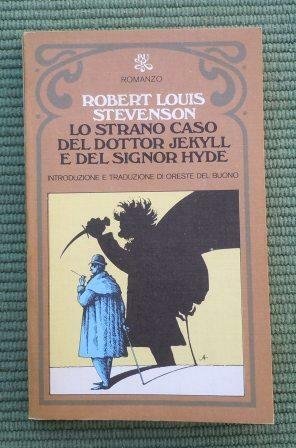 BUR
ROMANZO
ROBERT LOUIS
STEVENSON
LO STRANO CASO
DEL DOTTOR JEKYLL
E DEL SIGNOR HYDE
INTRODUZIONE E TRADUZIONE DI ORESTE DEL BUONO